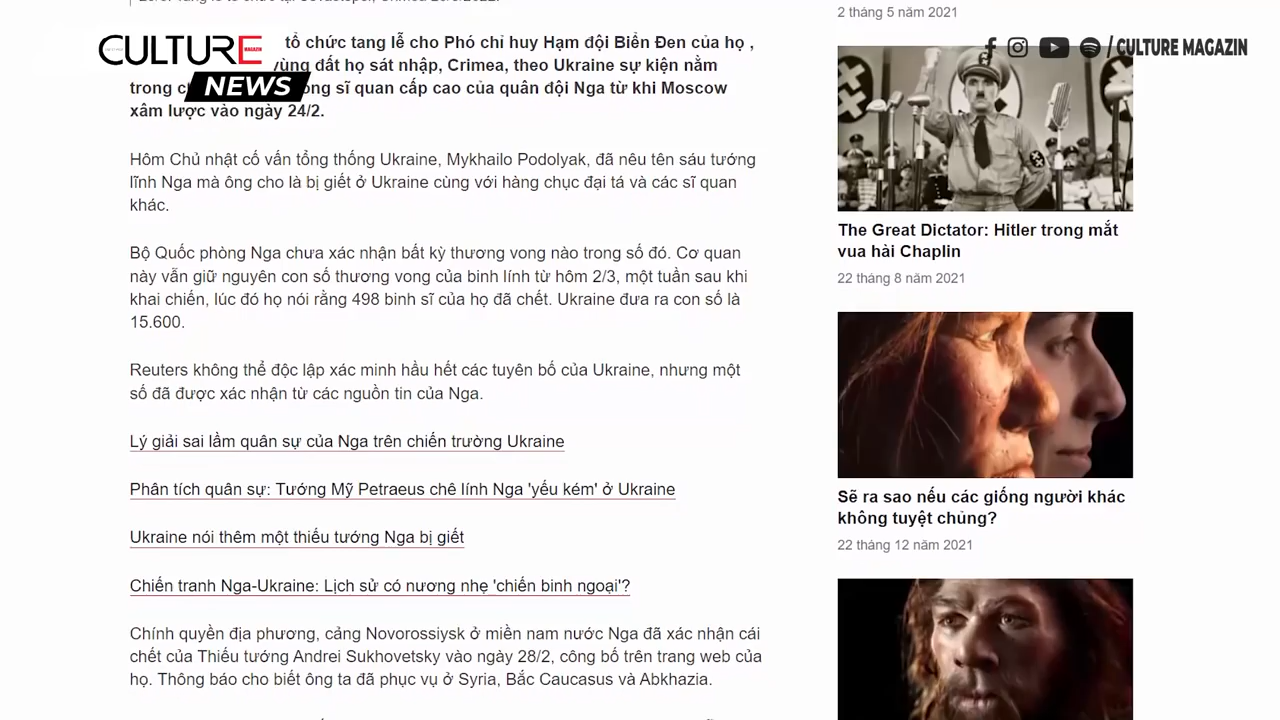 CULTURE
MAGAZIN
NEWS
/ CULTURE MAGAZIN
tổ chức tang lễ cho Phó chỉ huy Hạm đội Biển Đen của họ ,
vùng dất họ sát nhập, Crimea, theo Ukraine sự kiện nằm
trong ông sĩ quan cấp cao của quân đội Nga từ khi Moscow
xâm lược vào ngày 24/2.
Hôm Chủ nhật cố vấn tổng thống Ukraine, Mykhailo Podolyak, đã nêu tên sáu tướng
lĩnh Nga mà ông cho là bị giết ở Ukraine cùng với hàng chục đại tá và các sĩ quan
khác.
Bộ Quốc phòng Nga chưa xác nhận bất kỳ thương vong nào trong số đó. Cơ quan
này vẫn giữ nguyên con số thương vong của binh lính từ hôm 2/3, một tuần sau khi
khai chiến, lúc đó họ nói rằng 498 binh sĩ của họ đã chết. Ukraine đưa ra con số là
15.600.
Reuters không thể độc lập xác minh hầu hết các tuyên bố của Ukraine, nhưng một
số đã được xác nhận từ các nguồn tin của Nga.
Lý giải sai lầm quân sự của Nga trên chiến trường Ukraine
Phân tích quân sự: Tướng Mỹ Petraeus chê lính Nga 'yếu kém' ở Ukraine
Ukraine nói thêm một thiếu tướng Nga bị giết
Chiến tranh Nga-Ukraine: Lịch sử có nương nhẹ 'chiến binh ngoại'?
Chính quyền địa phương, cảng Novorossiysk ở miền nam nước Nga đã xác nhận cái
chết của Thiếu tướng Andrei Sukhovetsky vào ngày 28/2, công bố trên trang web của
họ. Thông báo cho biết ông ta đã phục vụ ở Syria, Bắc Caucasus và Abkhazia.
2 tháng 5 năm 2021
The Great Dictator: Hitler trong mắt
vua hài Chaplin
22 tháng 8 năm 2021
Sẽ ra sao nếu các giống người khác
không tuyệt chủng?
22 tháng 12 năm 2021